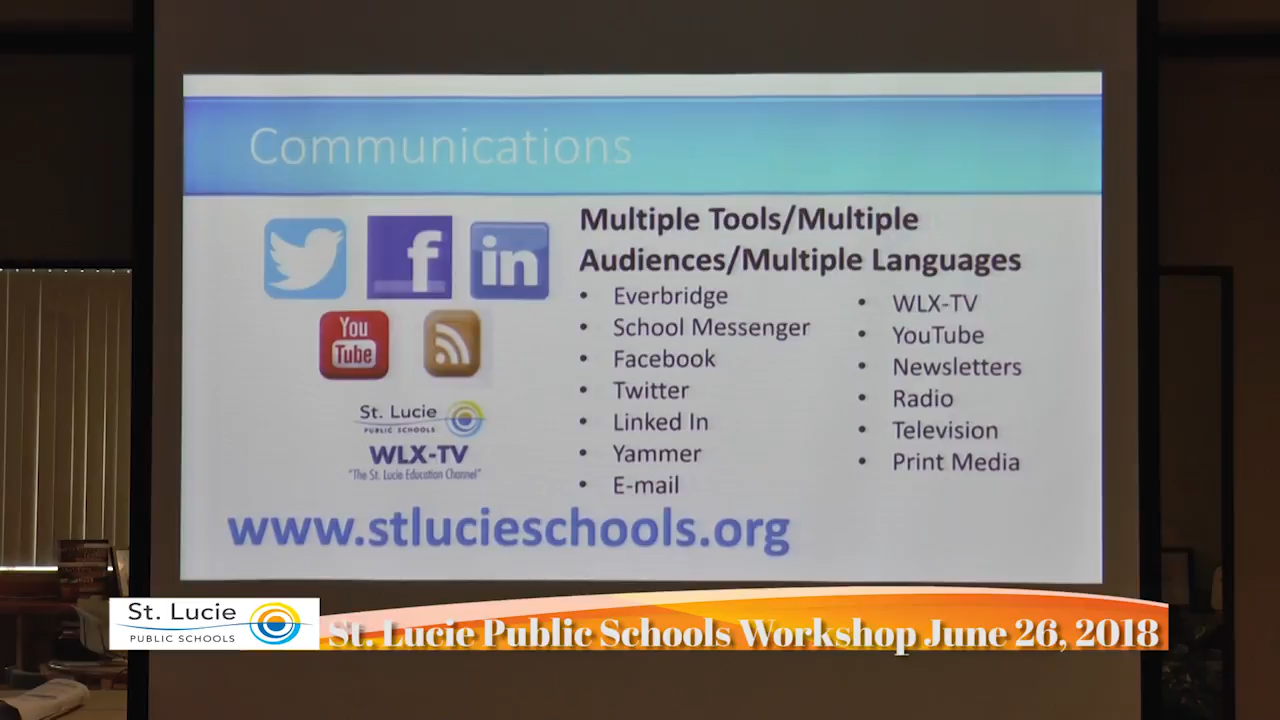 Communications
Multiple Tools/Multiple
Audiences/Multiple Languages
• Everbridge
• School Messenger
• Facebook
• Twitter
• Linked In
• Yammer
• E-mail
• WLX-TV
• YouTube
• Newsletters
• Radio
• Television
• Print Media
f
in
You
Tube
St. Lucie
PUBLIC SCHOOLS
WLX-TV
"The St. Lucie Education Channel"
www.stlucieschools.org
St. Lucie
PUBLIC SCHOOLS
St. Lucie Public Schools Workshop June 26, 2018